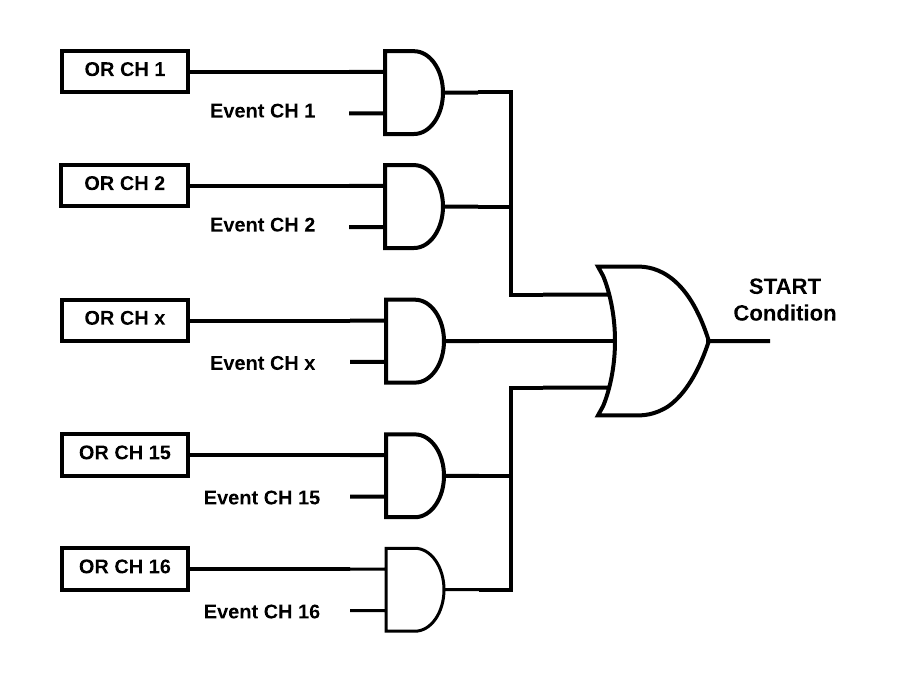 OR CH 1
Event CH 1
OR CH 2
Event CH 2
OR CH x
Event CH x
OR CH 15
Event CH 15
OR CH 16
Event CH 16
START
Condition